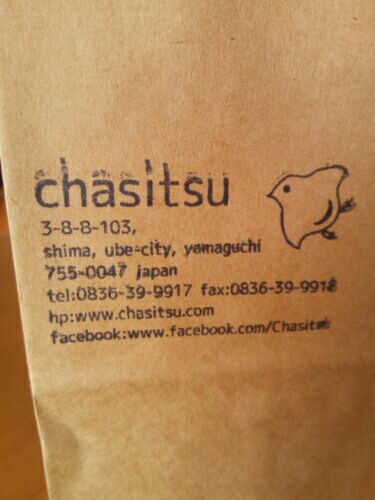 chasitsu
3-8-8-103,
shima, ube-city, yamaguchi
755-0047 japan
tel:0836-39-9917 fax:0836-39-9918
hp:www.chasitsu.com
facebook:www.facebook.com/Chasitsu